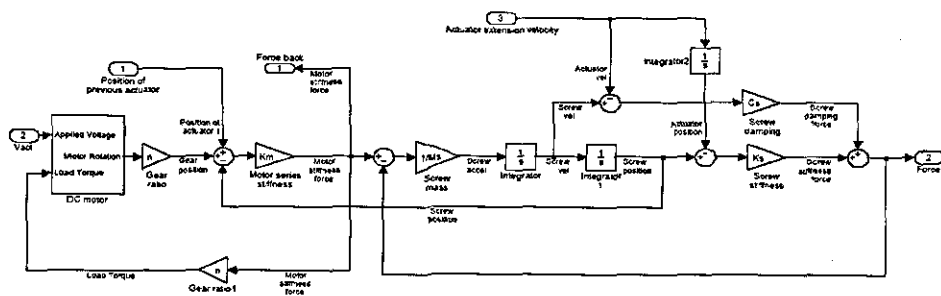 3
Actuator extension velocity
Force back
1
Motor
stiffness
force
1
Position of
previous actuator
Integrator2
1
s
Actuator
vel
Screw
vel
Cs
Screw
damping
Screw
damping
force
Position of
actuator 1
Actuator
position
2
Vact
Applied Voltage
Motor Rotation
Load Torque
DC motor
n
Gear
ratio
Gear
position
Km
Motor series
stiffness
Motor
stiffness
force
1/Ms
Screw
mass
Screw
accel
1
s
Integrator
Screw
vel
1
s
Integrator
1
Screw
position
Ks
Screw
stiffness
Screw
stiffness
force
2
Force
Screw
position
Load Torque
n
Gear ratio1
Motor
stiffness
force